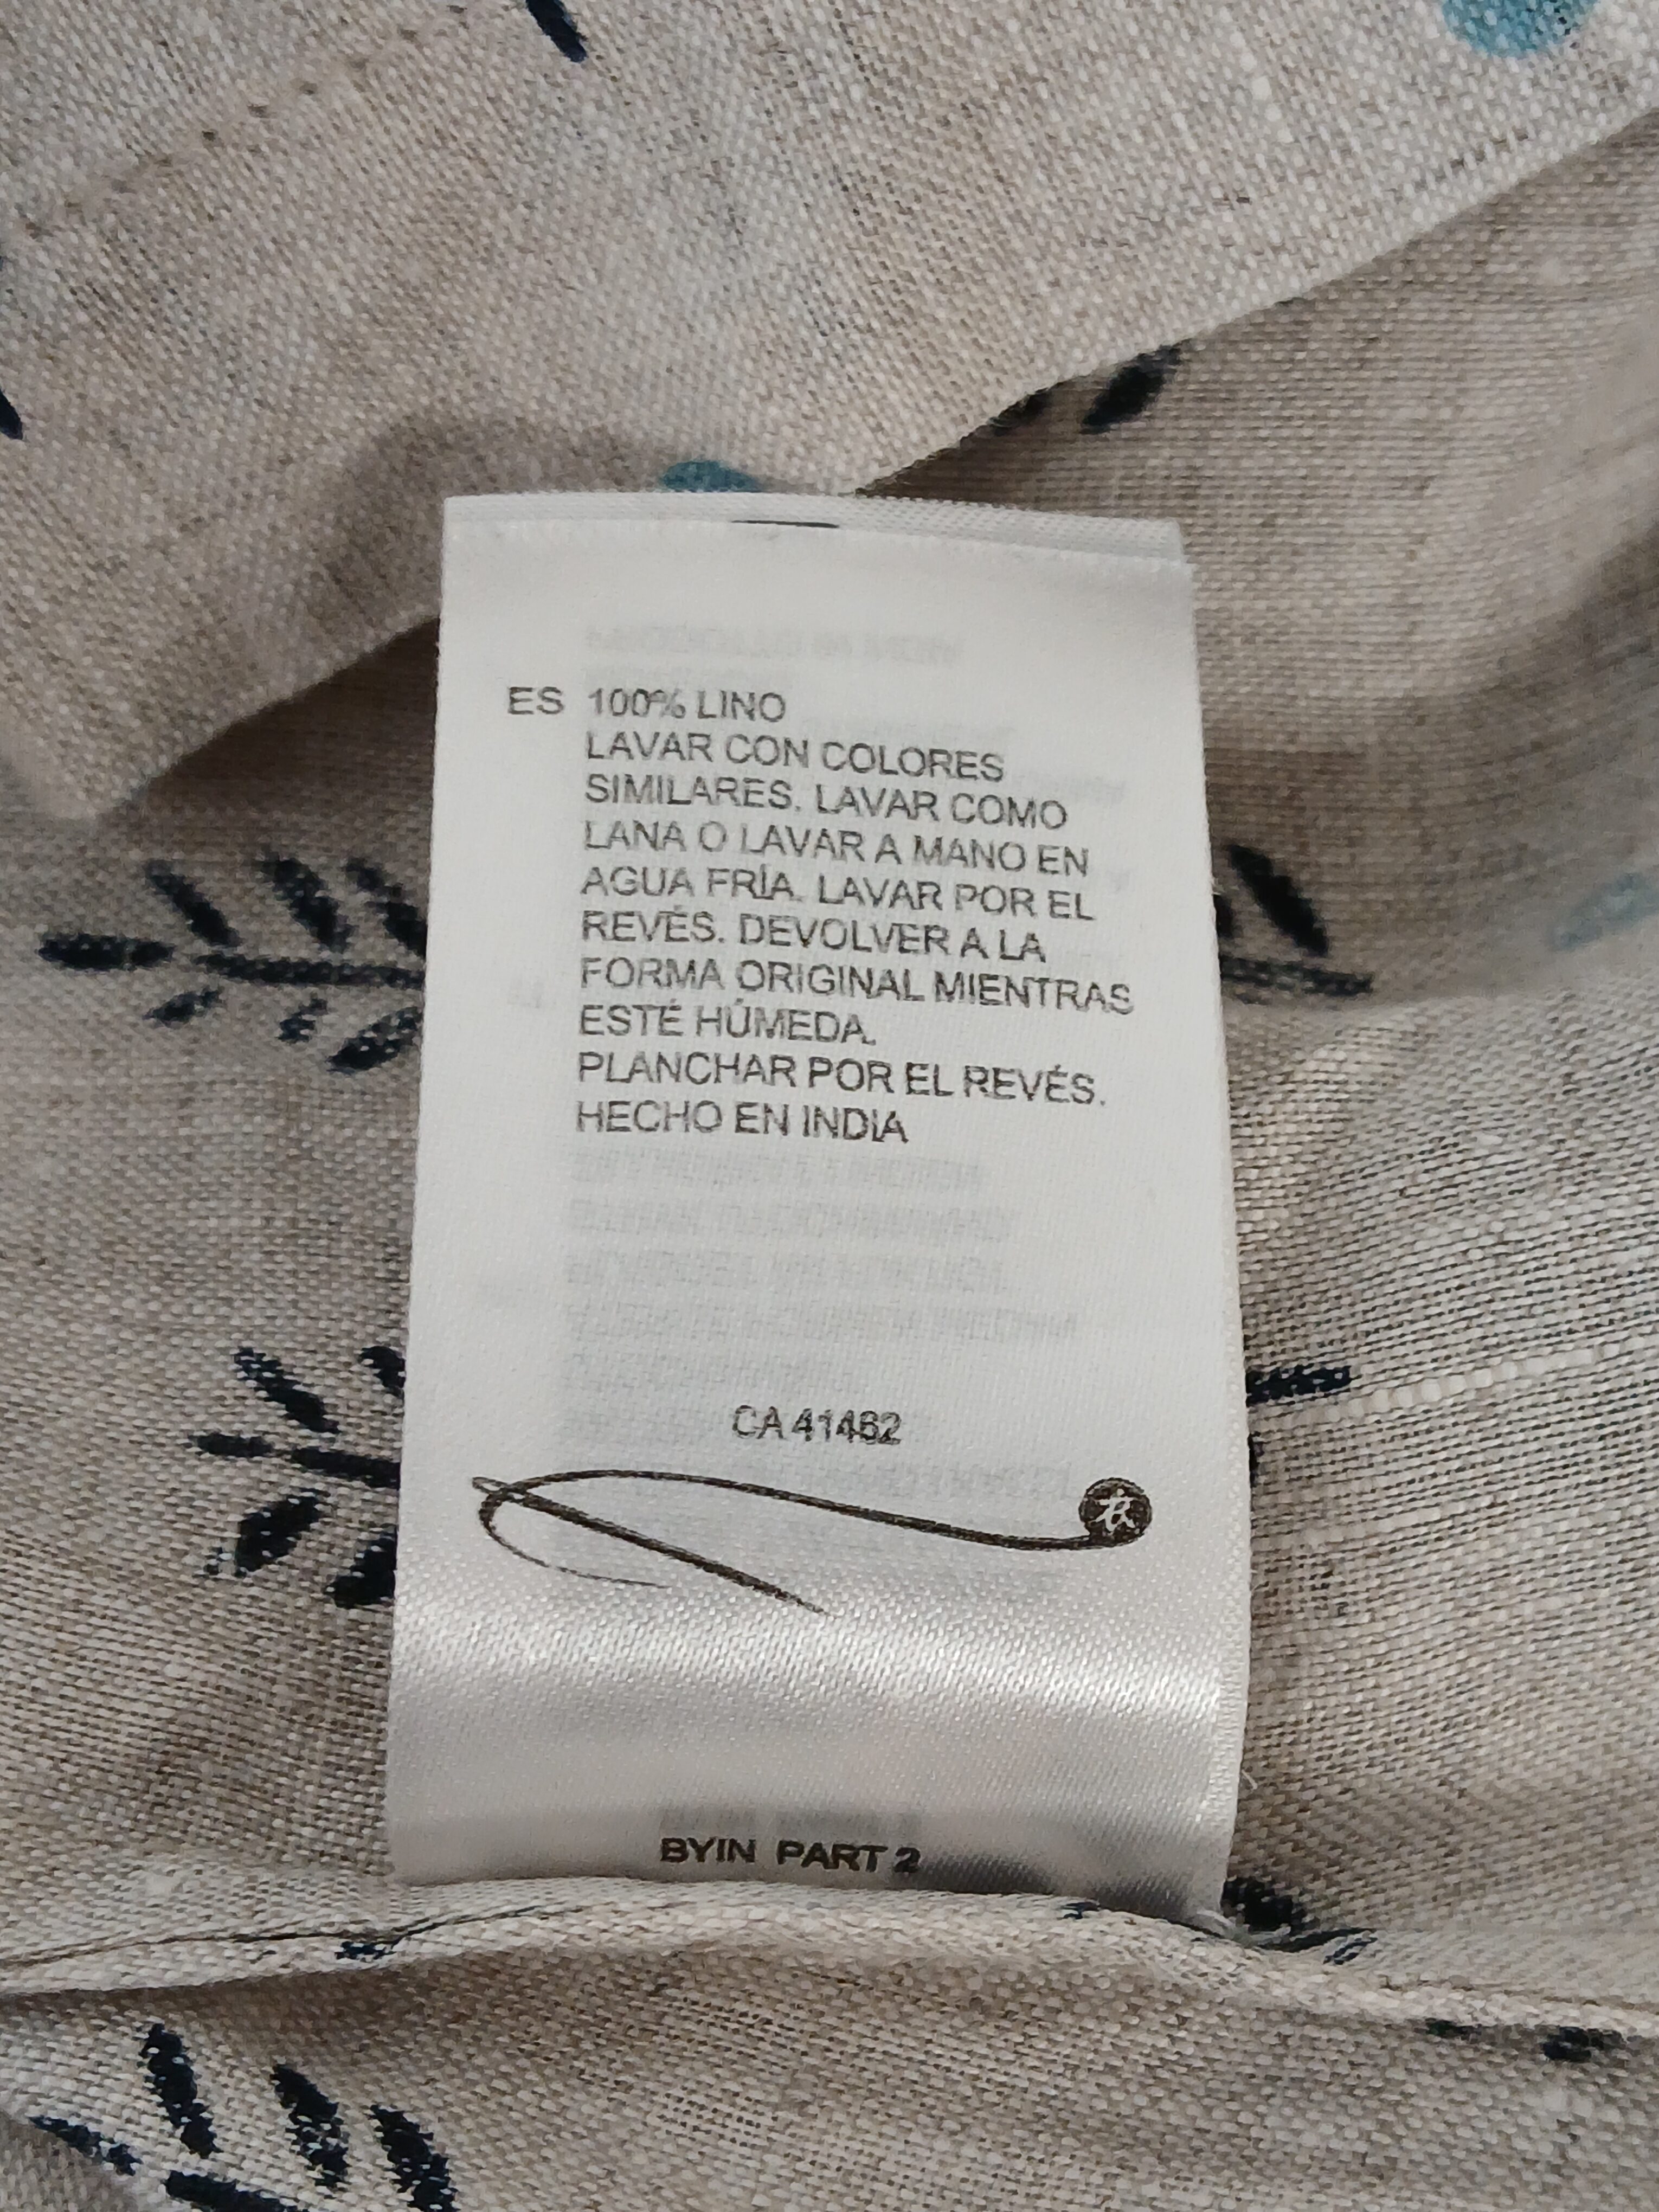 ES 100% LINO
LAVAR CON COLORES
SIMILARES. LAVAR COMO
LANA O LAVAR A MANO EN
AGUA FRÍA. LAVAR POR EL
REVÉS. DEVOLVER A LA
FORMA ORIGINAL MIENTRAS
ESTÉ HÚMEDA.
PLANCHAR POR EL REVÉS.
HECHO EN INDIA
CA 41462
BYIN PART 2